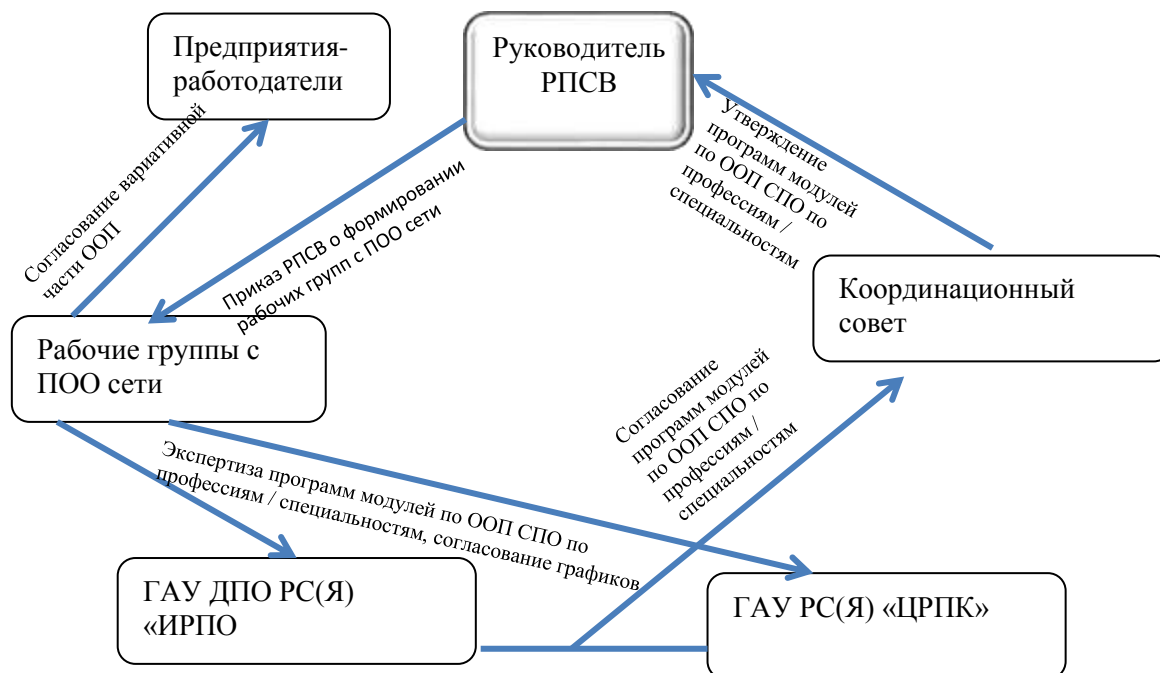 Предприятия-
работодатели
Руководитель
РПСВ
Согласование вариативной
части ООП
Приказ РПСВ о формировании
рабочих групп с ПОО сети
Утверждение
программ модулей
по ООП СПО по
профессиям /
специальностям
Координационный
совет
Рабочие группы с
ПОО сети
Согласование
программ модулей
по ООП СПО по
профессиям /
специальностям
Экспертиза программ модулей по ООП СПО по
профессиям / специальностям, согласование графиков
ГАУ ДПО РС(Я)
«ИРПО
ГАУ РС(Я) «ЦРПК»